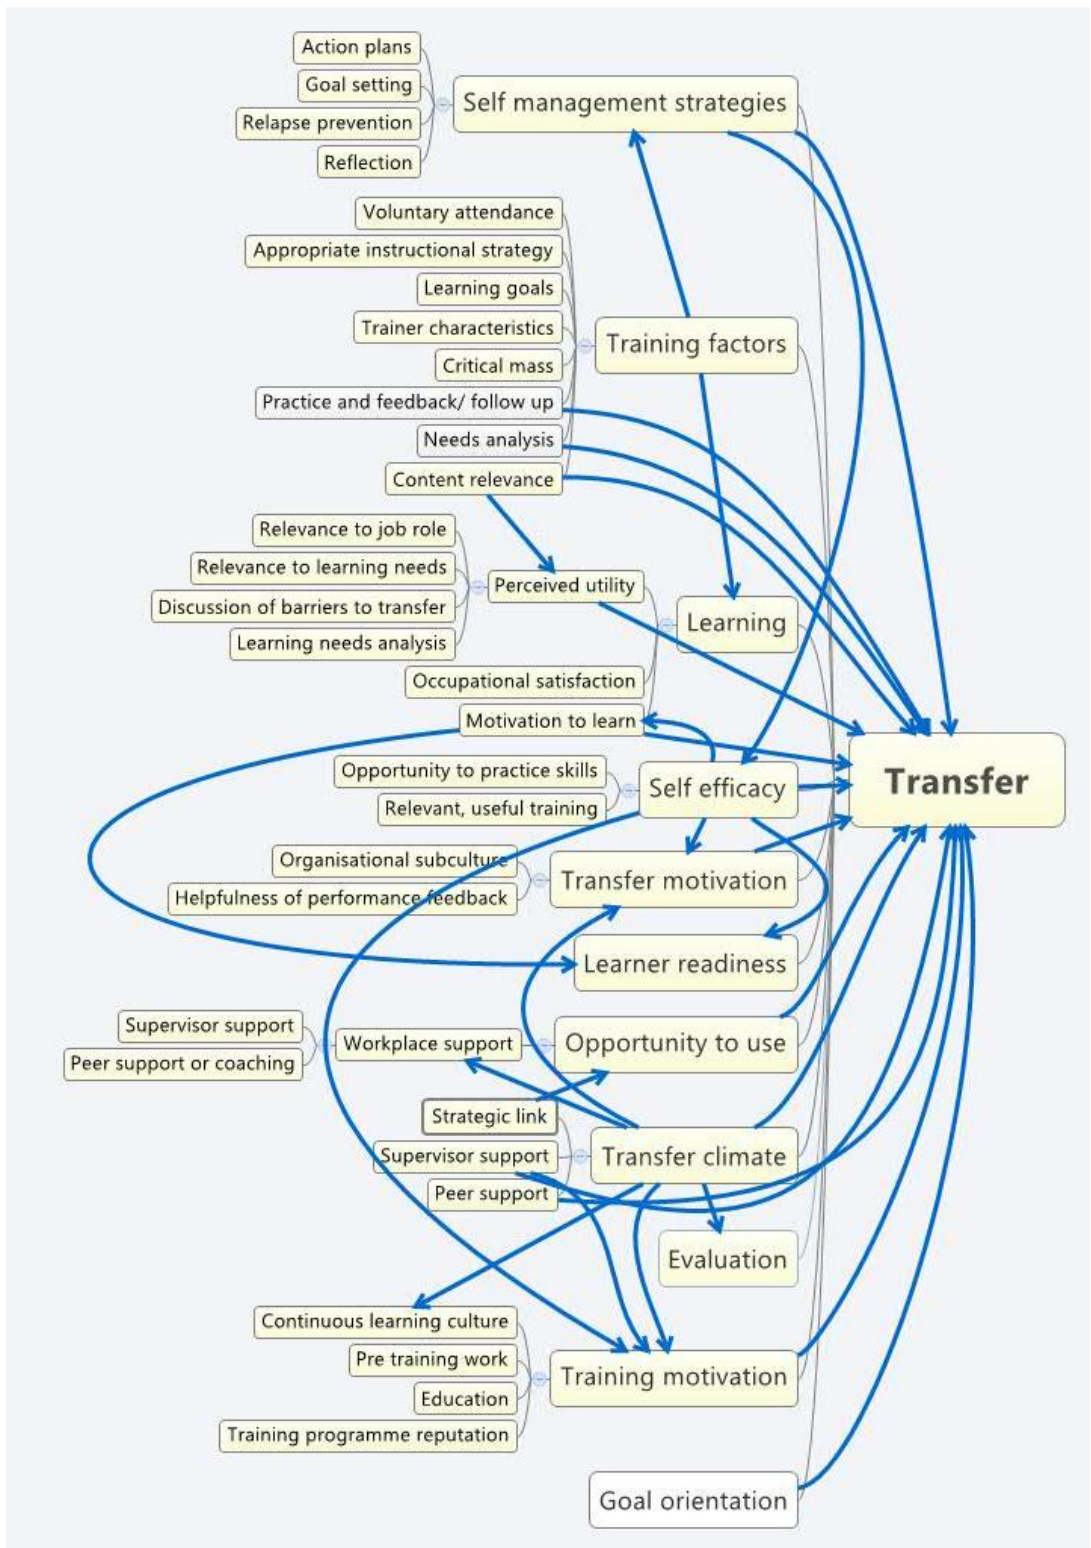 Action plans
Goal setting
Relapse prevention
Reflection
Self management strategies
Voluntary attendance
Appropriate instructional strategy
Learning goals
Trainer characteristics
Critical mass
Practice and feedback/ follow up
Needs analysis
Content relevance
Training factors
Relevance to job role
Relevance to learning needs
Discussion of barriers to transfer
Learning needs analysis
Perceived utility
Occupational satisfaction
Motivation to learn
Learning
Opportunity to practice skills
Relevant, useful training
Self efficacy
Transfer
Organisational subculture
Helpfulness of performance feedback
Transfer motivation
Learner readiness
Supervisor support
Peer support or coaching
Workplace support
Opportunity to use
Strategic link
Supervisor support
Peer support
Transfer climate
Evaluation
Continuous learning culture
Pre training work
Education
Training programme reputation
Training motivation
Goal orientation